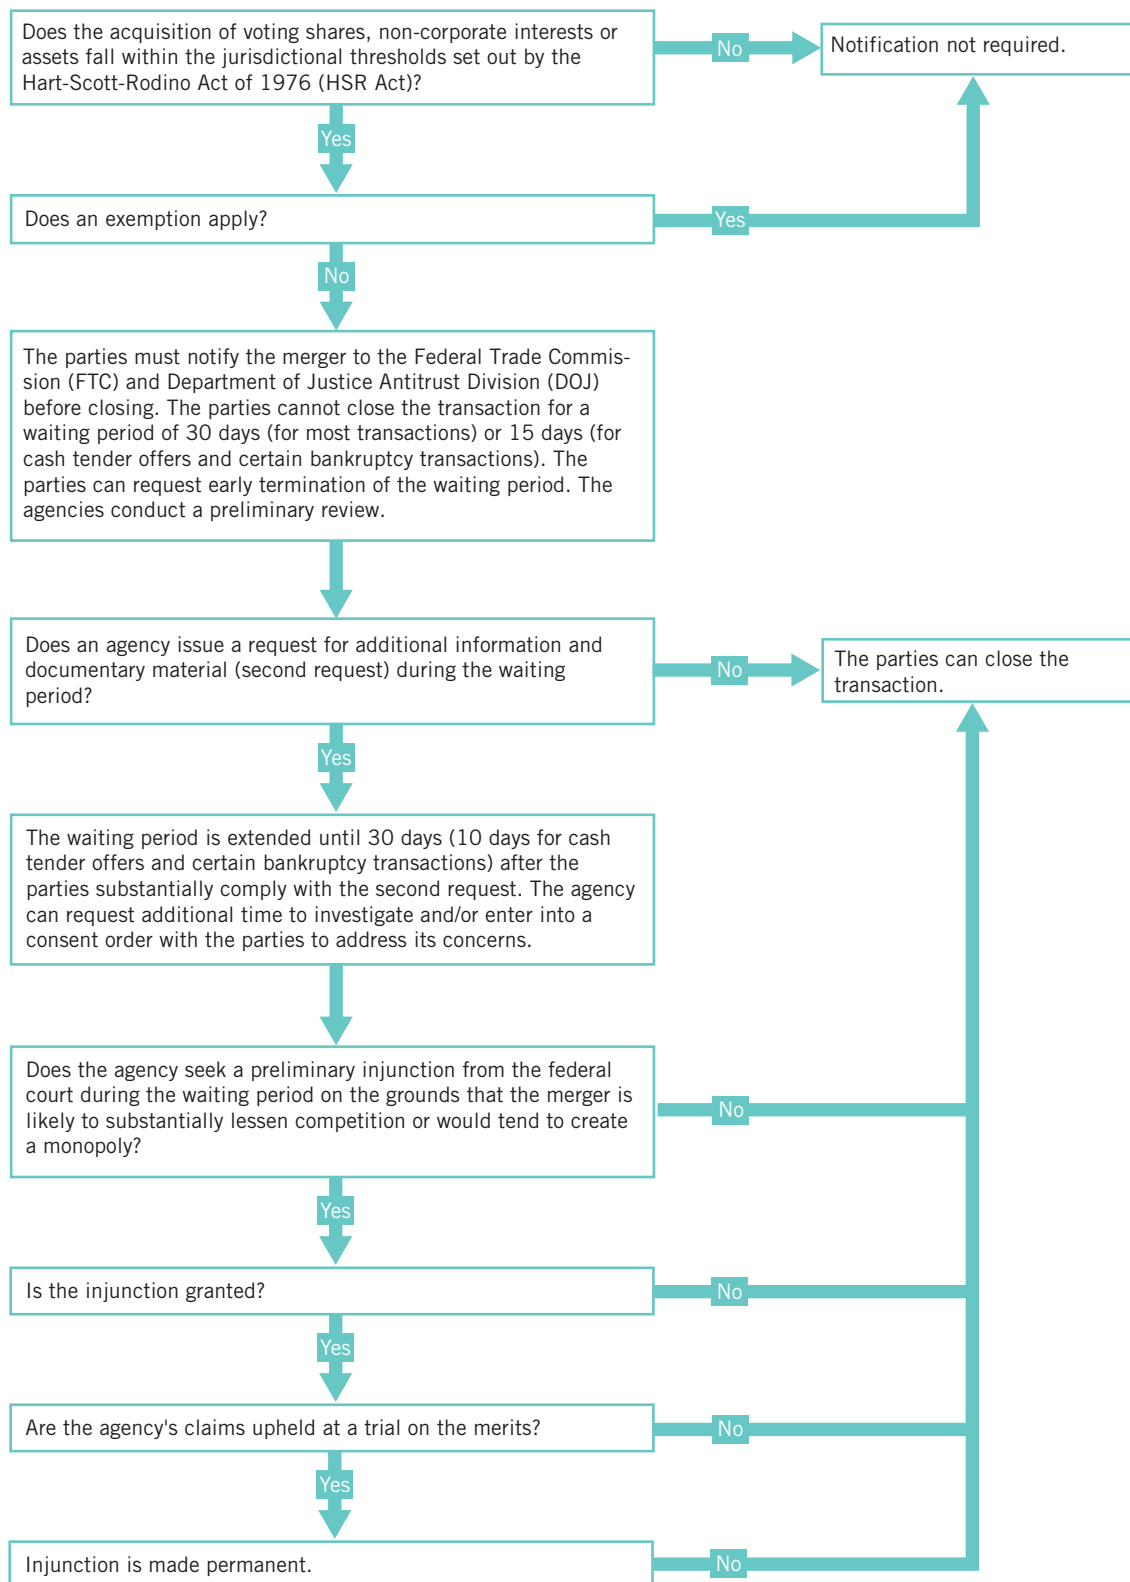 Does the acquisition of voting shares, non-corporate interests or
assets fall within the jurisdictional thresholds set out by the
Hart-Scott-Rodino Act of 1976 (HSR Act)?
No
Notification not required.
Yes
Does an exemption apply?
Yes
No
The parties must notify the merger to the Federal Trade Commis-
sion (FTC) and Department of Justice Antitrust Division (DOJ)
before closing. The parties cannot close the transaction for a
waiting period of 30 days (for most transactions) or 15 days (for
cash tender offers and certain bankruptcy transactions). The
parties can request early termination of the waiting period. The
agencies conduct a preliminary review.
Does an agency issue a request for additional information and
documentary material (second request) during the waiting
period?
No
The parties can close the
transaction.
Yes
The waiting period is extended until 30 days (10 days for cash
tender offers and certain bankruptcy transactions) after the
parties substantially comply with the second request. The agency
can request additional time to investigate and/or enter into a
consent order with the parties to address its concerns.
Does the agency seek a preliminary injunction from the federal
court during the waiting period on the grounds that the merger is
likely to substantially lessen competition or would tend to create
a monopoly?
No
Yes
Is the injunction granted?
No
Yes
Are the agency's claims upheld at a trial on the merits?
No
Yes
Injunction is made permanent.
No